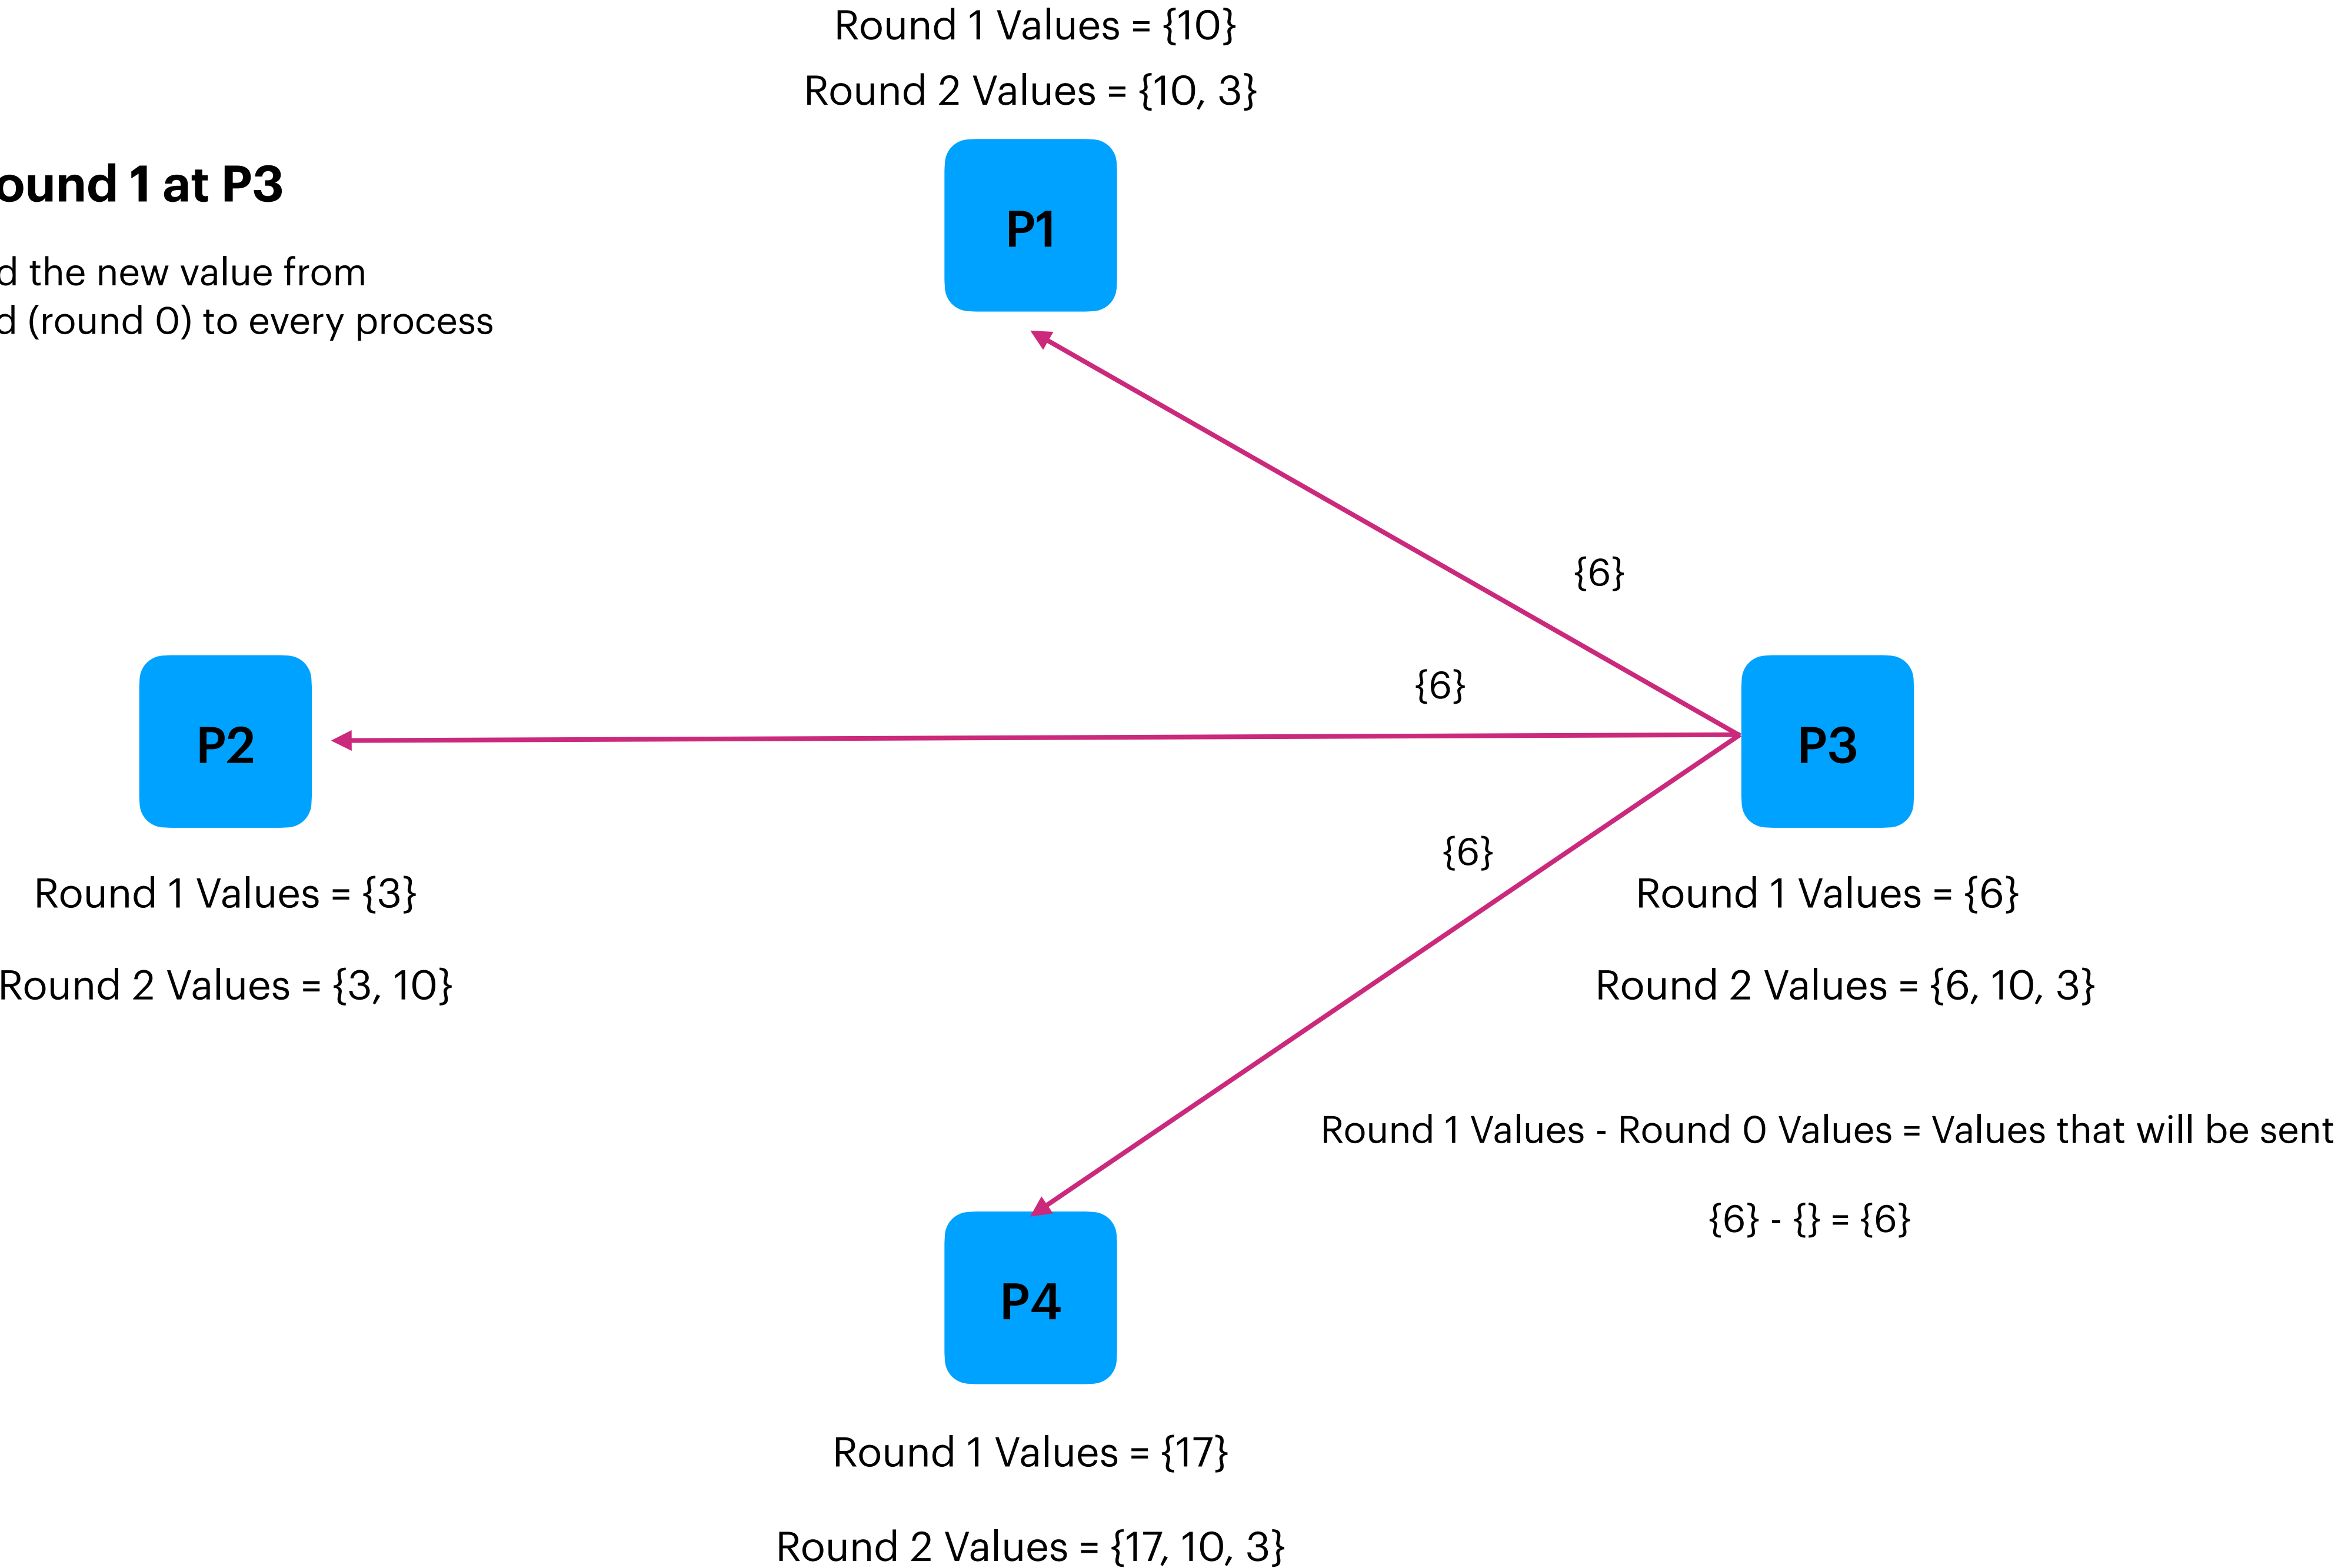 Round 1 Values = {10}
Round 2 Values = {10, 3}
ound 1 at P3
d the new value from
d (round 0) to every process
P1
{6}
{6}
P2
P3
{6}
Round 1 Values = {3}
Round 1 Values = {6}
Round 2 Values = {3, 10}
Round 2 Values = {6, 10, 3}
Round 1 Values - Round 0 Values = Values that will be sent
{6} - {} = {6}
P4
Round 1 Values = {17}
Round 2 Values = {17, 10, 3}